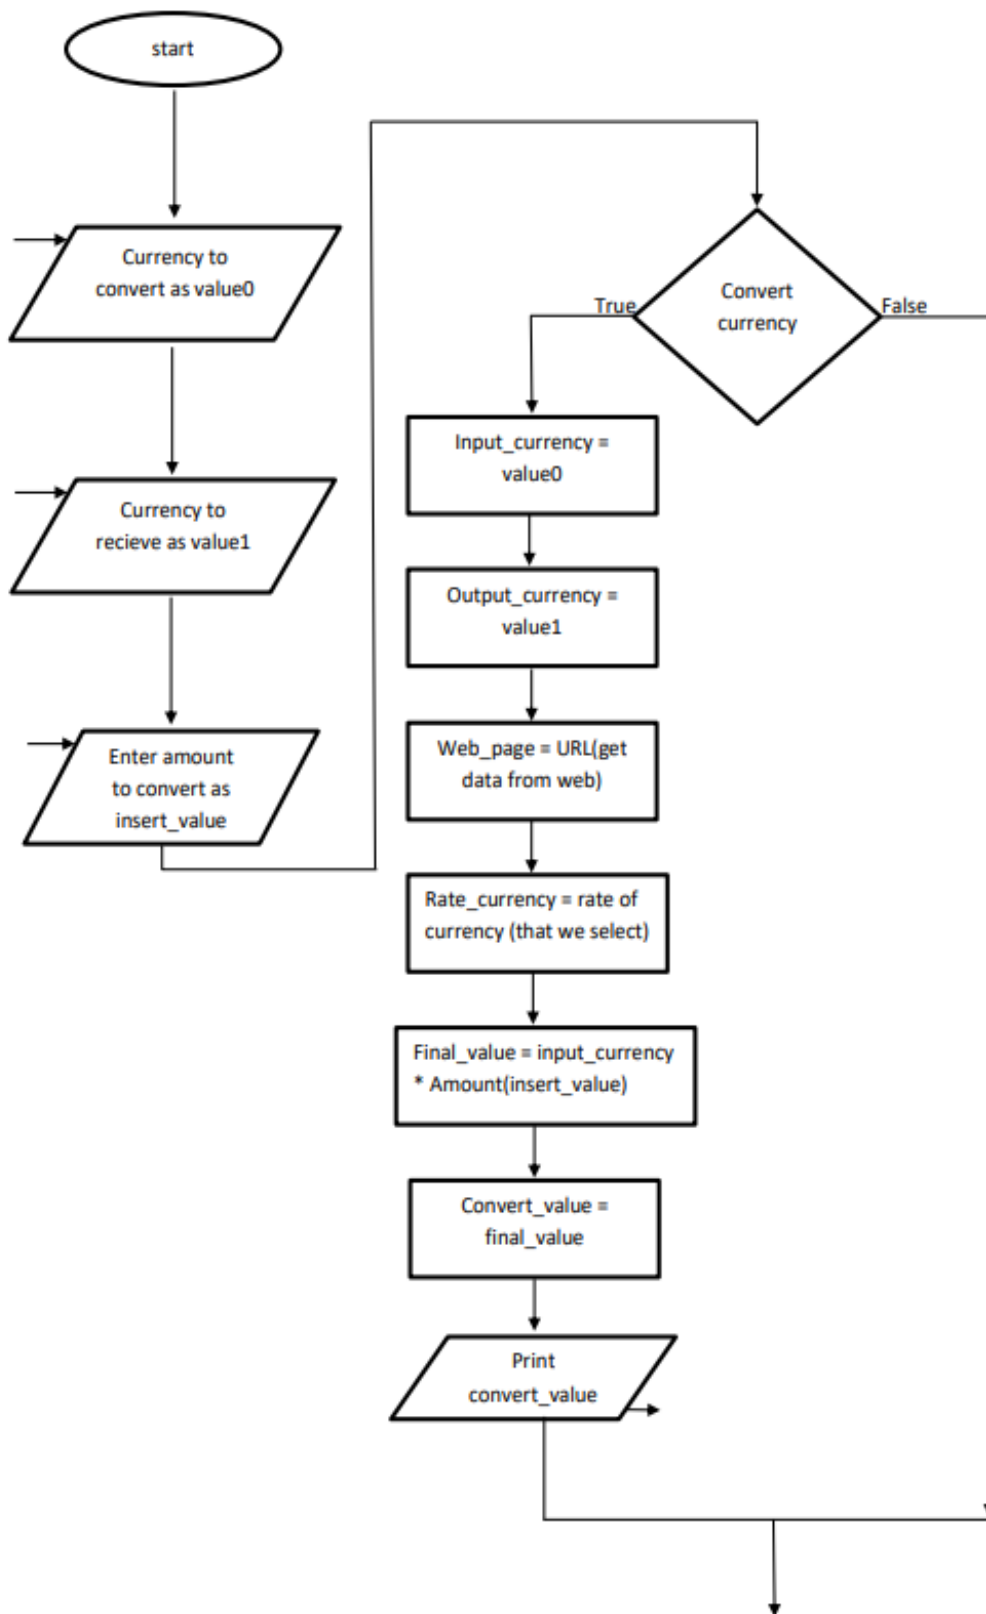 start
Currency to
convert as value0
Currency to
recieve as value1
Enter amount
to convert as
insert_value
Convert
currency
True
False
Input_currency =
value0
Output_currency =
value1
Web_page = URL(get
data from web)
Rate_currency = rate of
currency (that we select)
Final_value = input_currency
* Amount(insert_value)
Convert_value =
final_value
Print
convert_value